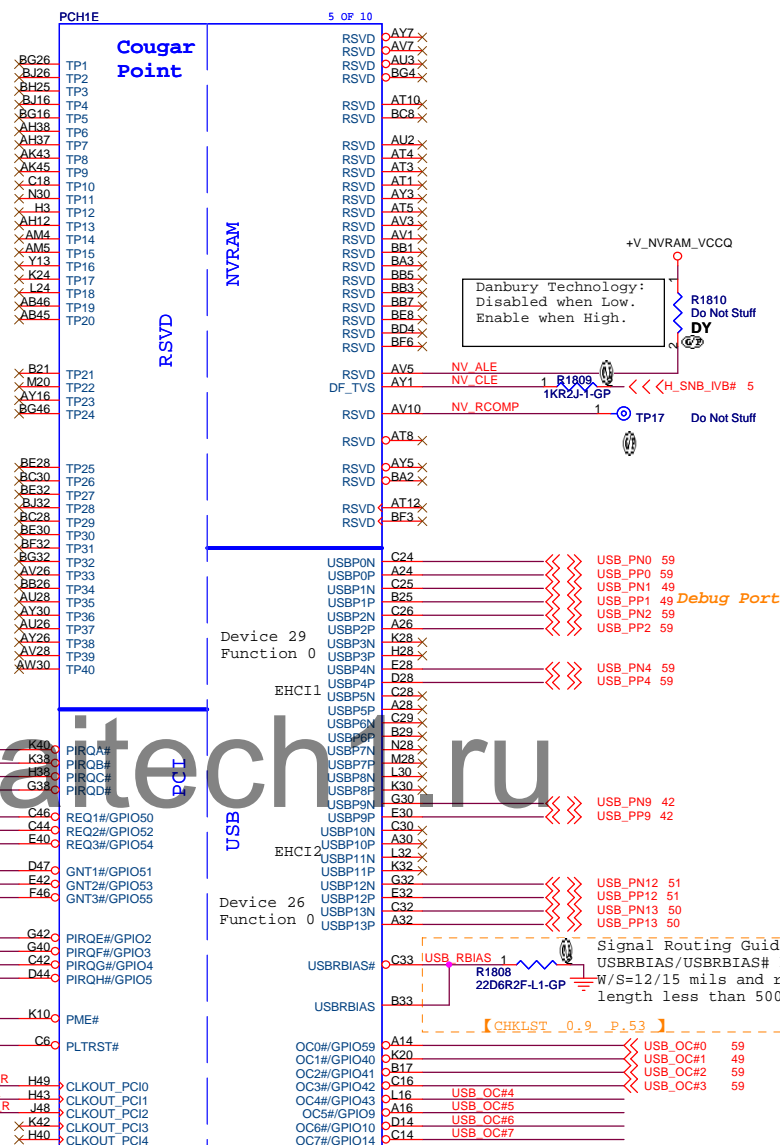 PCH1E
5 OF 10
Cougar
Point
RSVD
NVRAM
PCI
USB
BG26 TP1
BJ26 TP2
BH25 TP3
BJ16 TP4
BG16 TP5
AH38 TP6
AH37 TP7
AK43 TP8
AK45 TP9
C18 TP10
N30 TP11
H3 TP12
AH12 TP13
AM4 TP14
AM5 TP15
Y13 TP16
K24 TP17
L24 TP18
AB46 TP19
AB45 TP20
B21 TP21
M20 TP22
AY16 TP23
BG46 TP24
BE28 TP25
BC30 TP26
BE32 TP27
BJ32 TP28
BC28 TP29
BE30 TP30
BF32 TP31
BG32 TP32
AV26 TP33
BB26 TP34
AU28 TP35
AY30 TP36
AU26 TP37
AY26 TP38
AV28 TP39
AW30 TP40
K40 PIRQA#
K38 PIRQB#
H38 PIRQC#
G38 PIRQD#
C46 REQ1#/GPIO50
C44 REQ2#/GPIO52
E40 REQ3#/GPIO54
D47 GNT1#/GPIO51
E42 GNT2#/GPIO53
F46 GNT3#/GPIO55
G42 PIRQE#/GPIO2
G40 PIRQF#/GPIO3
C42 PIRQG#/GPIO4
D44 PIRQH#/GPIO5
K10 PME#
C6 PLTRST#
R H49 CLKOUT_PCI0
H43 CLKOUT_PCI1
R J48 CLKOUT_PCI2
K42 CLKOUT_PCI3
H40 CLKOUT_PCI4
RSVD AY7
RSVD AV7
RSVD AU3
RSVD BG4
RSVD AT10
RSVD BC8
RSVD AU2
RSVD AT4
RSVD AT3
RSVD AT1
RSVD AY3
RSVD AT5
RSVD AV3
RSVD AV1
RSVD BB1
RSVD BA3
RSVD BB5
RSVD BB3
RSVD BB7
RSVD BE8
RSVD BD4
RSVD BF6
RSVD AV5 NV_ALE
DF_TVS AY1 NV_CLE 1 R1809 H_SNB_IVB# 5
1KR2J-1-GP
RSVD AV10 NV_RCOMP 1 TP17 Do Not Stuff
RSVD AT8
RSVD AY5
RSVD BA2
RSVD AT12
RSVD BF3
+V_NVRAM_VCCQ
Danbury Technology:
Disabled when Low.
Enable when High.
1
R1810
Do Not Stuff
DY
2
Device 29
Function 0
EHCI1
EHCI2
Device 26
Function 0
USBP0N C24 USB_PN0 59
USBP0P A24 USB_PP0 59
USBP1N C25 USB_PN1 49
USBP1P B25 USB_PP1 49 Debug Port
USBP2N C26 USB_PN2 59
USBP2P A26 USB_PP2 59
USBP3N K28
USBP3P H28
USBP4N E28 USB_PN4 59
USBP4P D28 USB_PP4 59
USBP5N C28
USBP5P A28
USBP6N C29
USBP6P B29
USBP7N N28
USBP7P M28
USBP8N L30
USBP8P K30
USBP9N G30 USB_PN9 42
USBP9P E30 USB_PP9 42
USBP10N C30
USBP10P A30
USBP11N L32
USBP11P K32
USBP12N G32 USB_PN12 51
USBP12P E32 USB_PP12 51
USBP13N C32 USB_PN13 50
USBP13P A32 USB_PP13 50
USBRBIAS# C33 USB_RBIAS 1
R1808
22D6R2F-L1-GP
USBRBIAS B33
Signal Routing Guid
USBRBIAS/USBRBIAS#
W/S=12/15 mils and r
length less than 500
【 CHKLST 0.9 P.53 】
OC0#/GPIO59 A14 USB_OC#0 59
OC1#/GPIO40 K20 USB_OC#1 49
OC2#/GPIO41 B17 USB_OC#2 59
OC3#/GPIO42 C16 USB_OC#3 59
OC4#/GPIO43 L16 USB_OC#4
OC5#/GPIO9 A16 USB_OC#5
OC6#/GPIO10 D14 USB_OC#6
OC7#/GPIO14 C14 USB_OC#7
aitech1.ru